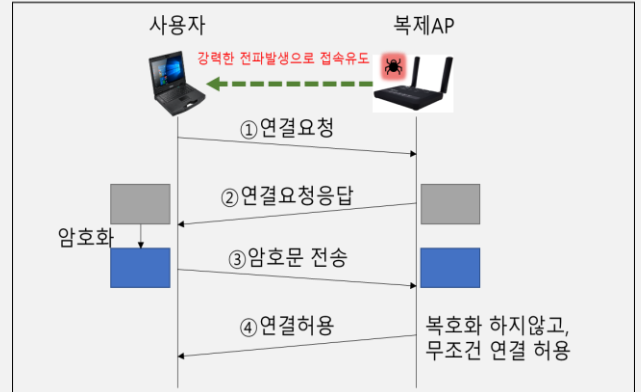 사용자
복제AP
강력한 전파발생으로 접속유도
①연결요청
②연결요청응답
암호화
③암호문 전송
④연결허용
복호화 하지않고,
무조건 연결 허용